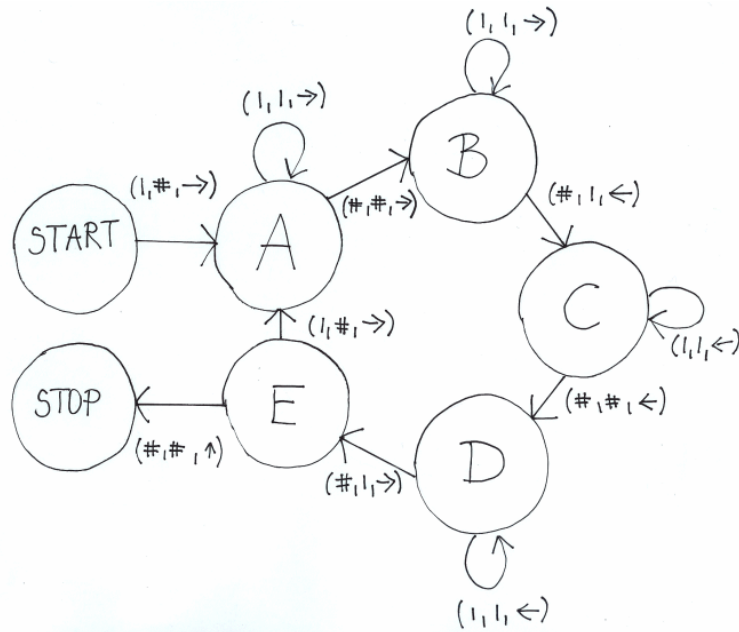 (1,1,→)
(1,1,→)
B
(1,#,→)
(#,#,→)
(#,1,←)
START
A
C
(1,#,→)
(1,1,←)
STOP
E
(#,#,←)
(#,#,↑)
(#,1,→)
D
(1,1,←)